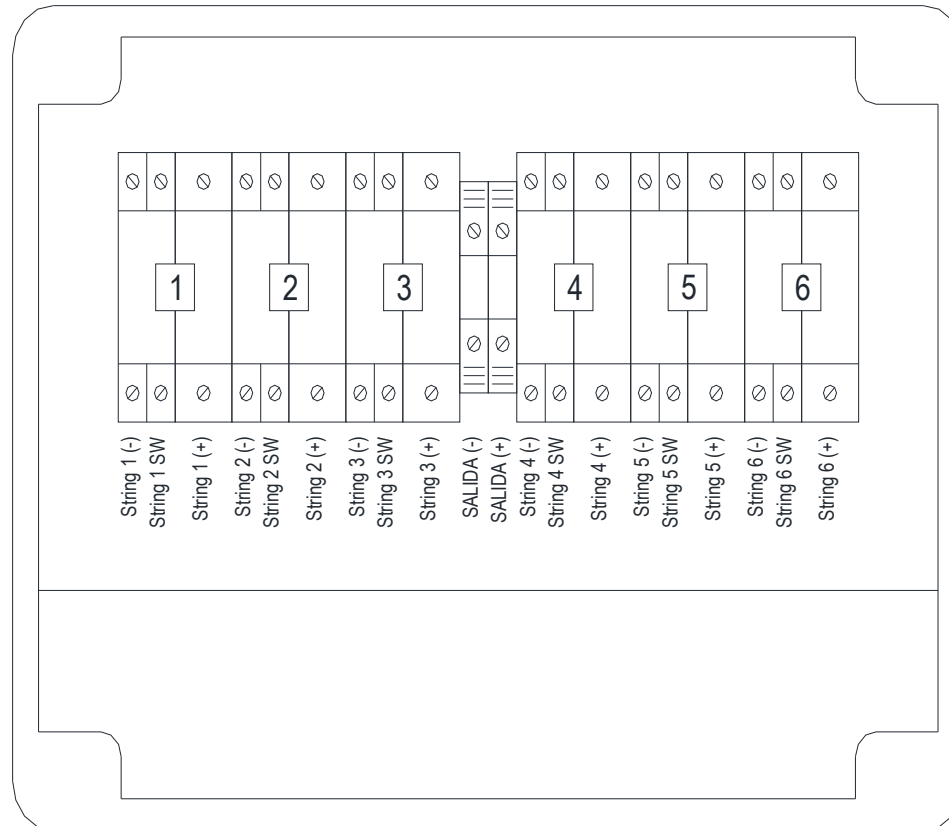 1
2
3
4
5
6
String 1 (-)
String 1 SW
String 1 (+)
String 2 (-)
String 2 SW
String 2 (+)
String 3 (-)
String 3 SW
String 3 (+)
SALIDA (-)
SALIDA (+)
String 4 (-)
String 4 SW
String 4 (+)
String 5 (-)
String 5 SW
String 5 (+)
String 6 (-)
String 6 SW
String 6 (+)